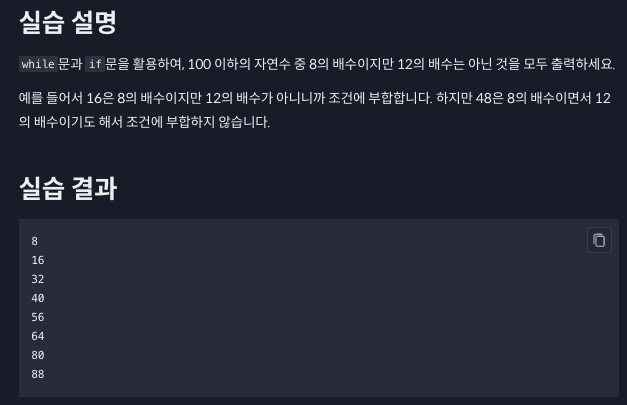 실습 설명
while문과 if문을 활용하여, 100 이하의 자연수 중 8의 배수이지만 12의 배수는 아닌 것을 모두 출력하세요.
예를 들어서 16은 8의 배수이지만 12의 배수가 아니니까 조건에 부합합니다. 하지만 48은 8의 배수이면서 12
의 배수이기도 해서 조건에 부합하지 않습니다.
실습 결과
8
16
32
40
56
64
80
88